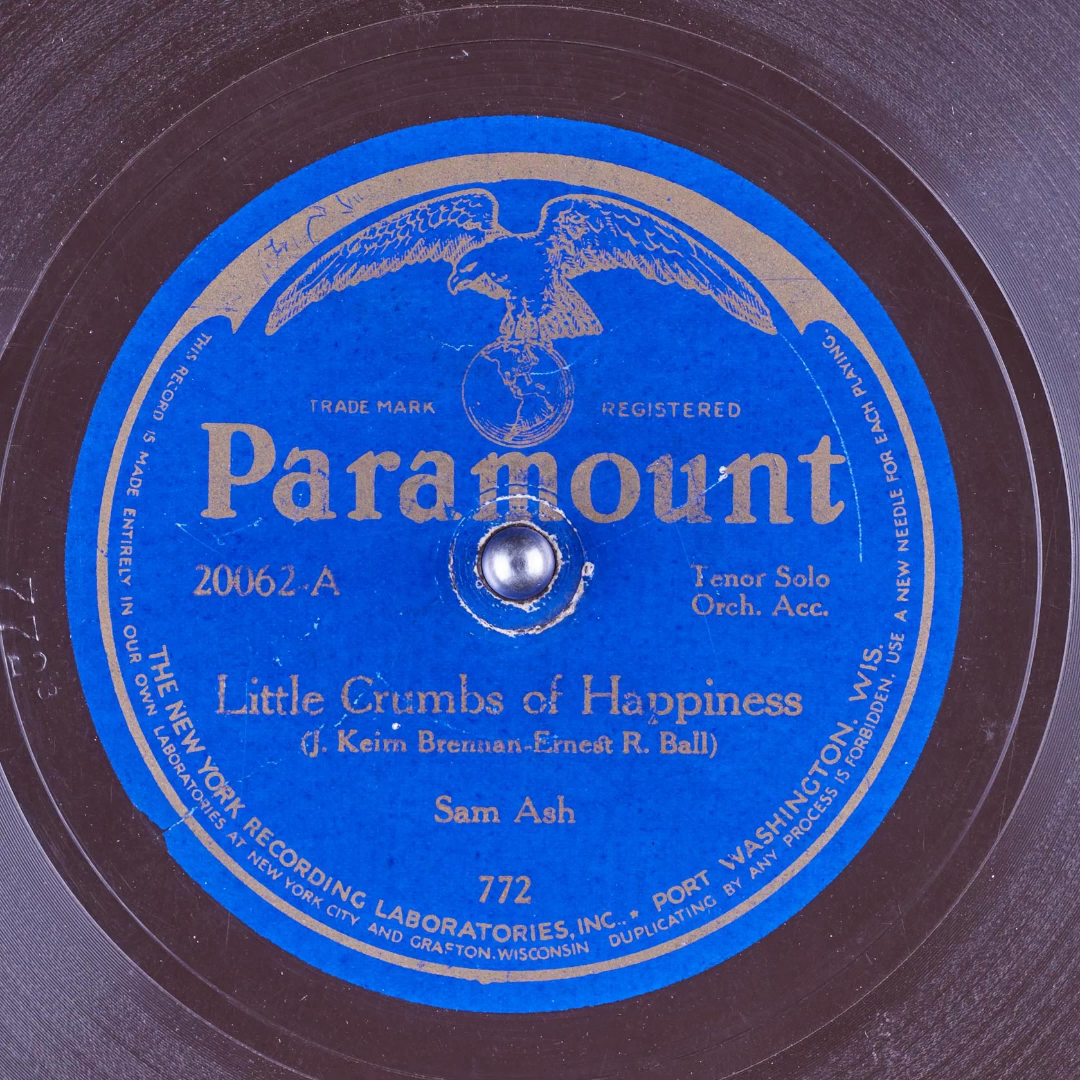 TRADE MARK REGISTERED
Paramount
20062-A
Tenor Solo
Orch. Acc.
Little Crumbs of Happiness
(J. Keirn Brennan-Ernest R. Ball)
Sam Ash
772
THE NEW YORK RECORDING LABORATORIES, INC.. * PORT WASHINGTON. WIS.
THIS RECORD IS MADE ENTIRELY IN OUR OWN LABORATORIES AT NEW YORK CITY AND GRAFTON. WISCONSIN DUPLICATING BY ANY PROCESS IS FORBIDDEN. USE A NEW NEEDLE FOR EACH PLAYING.